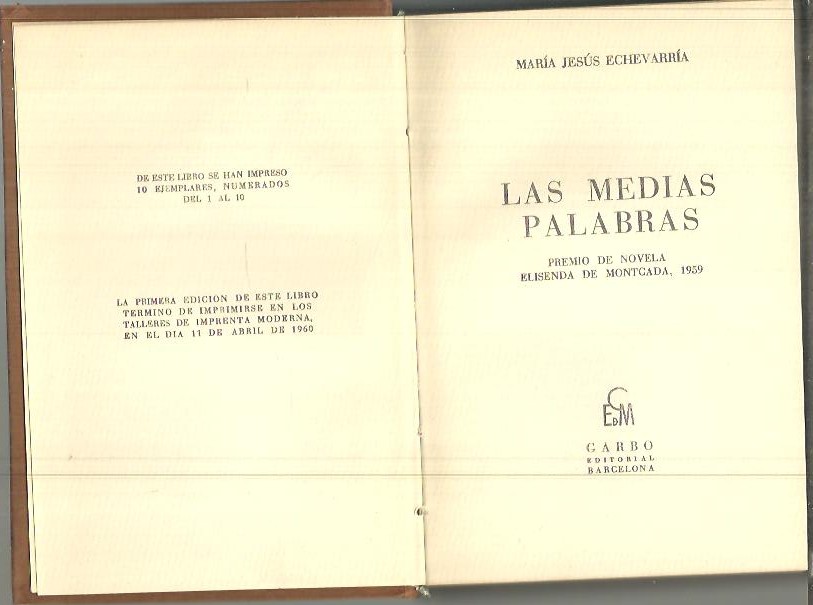 DE ESTE LIBRO SE HAN IMPRESO
10 EJEMPLARES, NUMERADOS
DEL 1 AL 10
LA PRIMERA EDICION DE ESTE LIBRO
TERMINO DE IMPRIMIRSE EN LOS
TALLERES DE IMPRENTA MODERNA,
EN EL DIA 11 DE ABRIL DE 1960
MARÍA JESÚS ECHEVARRÍA
LAS MEDIAS
PALABRAS
PREMIO DE NOVELA
ELISENDA DE MONTCADA, 1959
GARBO
EDITORIAL
BARCELONA